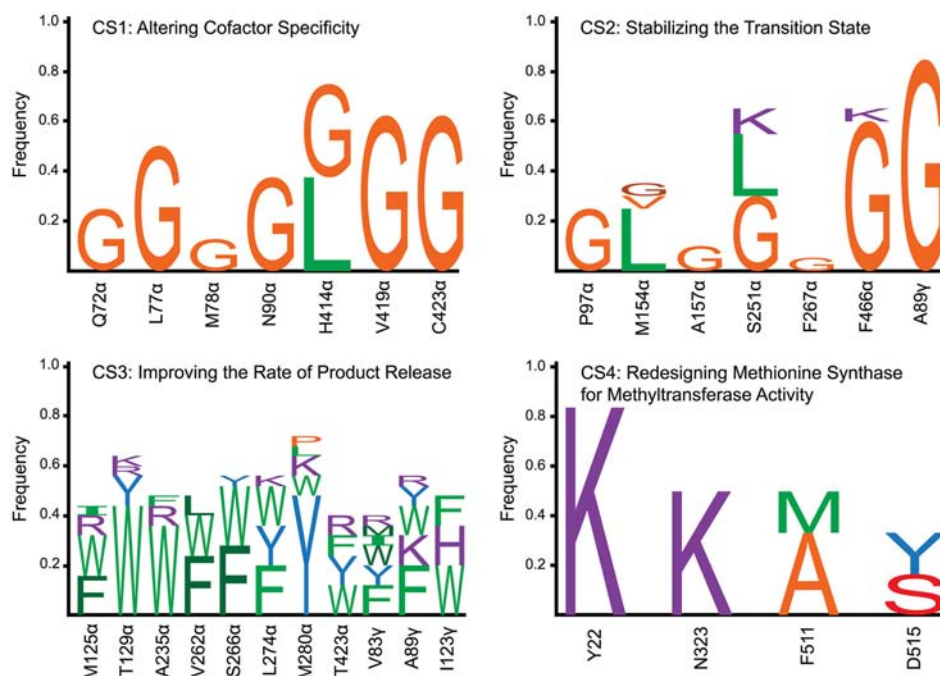 CS1: Altering Cofactor Specificity
Frequency
1.0
0.8
0.6
0.4
0.2
G
G G G G L G G
Q72α
L77α
M78α
N90α
H414α
V419α
C423α
CS2: Stabilizing the Transition State
Frequency
1.0
0.8
0.6
0.4
0.2
K K
G L
V
G L G G G G G
P97α
M154α
A157α
S251α
F267α
F466α
A89γ
CS3: Improving the Rate of Product Release
Frequency
1.0
0.8
0.6
0.4
0.2
R Y R W W Y W F W K H
F W W F F F Y W F F W
M125α
T129α
A235α
V262α
S266α
L274α
M280α
T423α
V83γ
A89γ
I123γ
CS4: Redesigning Methionine Synthase
for Methyltransferase Activity
Frequency
1.0
0.8
0.6
0.4
0.2
M Y
K K A S
Y22
N323
F511
D515